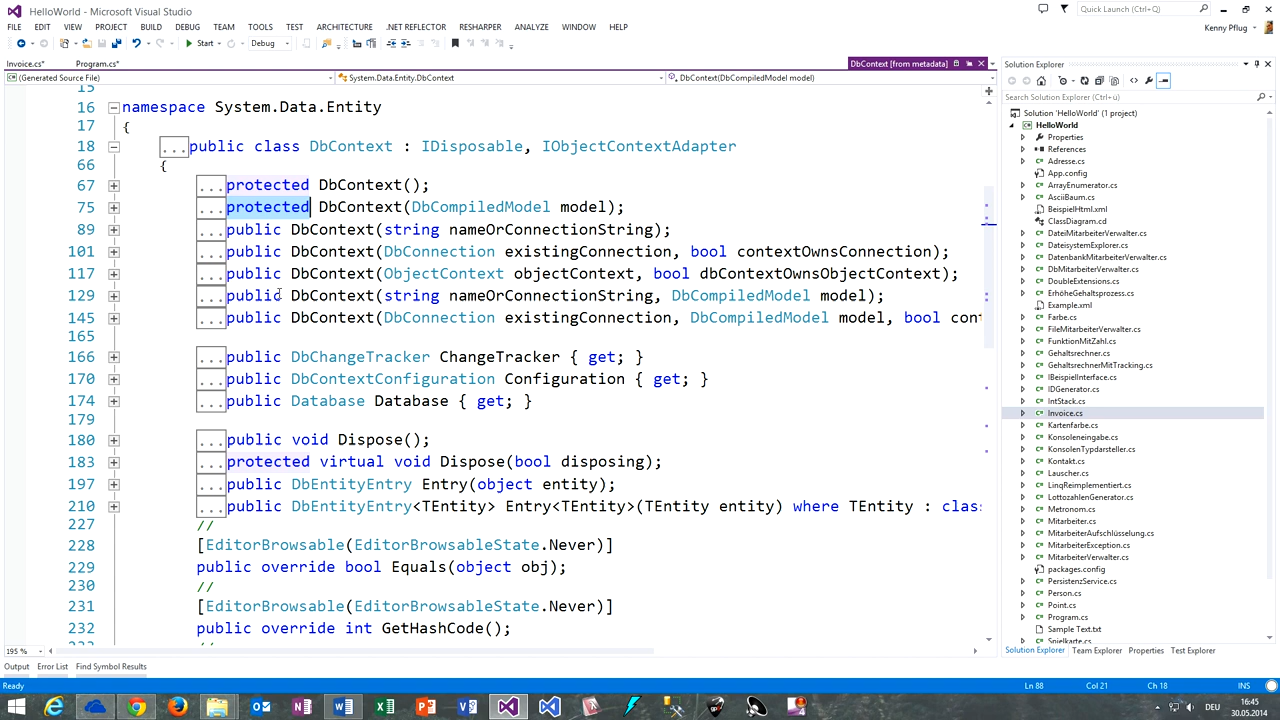 HelloWorld - Microsoft Visual Studio
Quick Launch (Ctrl+Q)
FILE EDIT VIEW PROJECT BUILD DEBUG TEAM TOOLS TEST ARCHITECTURE .NET REFLECTOR RESHARPER ANALYZE WINDOW HELP
Kenny Pflug
Start Debug
Invoice.cs* Program.cs* DbContext [from metadata]
(Generated Source File) System.Data.Entity.DbContext DbContext(DbCompiledModel model)
15
16 namespace System.Data.Entity
17 {
18 ...public class DbContext : IDisposable, IObjectContextAdapter
66 {
67 ...protected DbContext();
75 ...protected DbContext(DbCompiledModel model);
89 ...public DbContext(string nameOrConnectionString);
101 ...public DbContext(DbConnection existingConnection, bool contextOwnsConnection);
117 ...public DbContext(ObjectContext objectContext, bool dbContextOwnsObjectContext);
129 ...public DbContext(string nameOrConnectionString, DbCompiledModel model);
145 ...public DbContext(DbConnection existingConnection, DbCompiledModel model, bool con
165
166 ...public DbChangeTracker ChangeTracker { get; }
170 ...public DbContextConfiguration Configuration { get; }
174 ...public Database Database { get; }
179
180 ...public void Dispose();
183 ...protected virtual void Dispose(bool disposing);
197 ...public DbEntityEntry Entry(object entity);
210 ...public DbEntityEntry<TEntity> Entry<TEntity>(TEntity entity) where TEntity : clas
227 //
228 [EditorBrowsable(EditorBrowsableState.Never)]
229 public override bool Equals(object obj);
230 //
231 [EditorBrowsable(EditorBrowsableState.Never)]
232 public override int GetHashCode();
195 %
Output Error List Find Symbol Results
Solution Explorer
Search Solution Explorer (Ctrl+ü)
Solution 'HelloWorld' (1 project)
HelloWorld
Properties
References
Adresse.cs
App.config
ArrayEnumerator.cs
AsciiBaum.cs
BeispielHtml.xml
ClassDiagram.cd
DateiMitarbeiterVerwalter.cs
DateisystemExplorer.cs
DatenbankMitarbeiterVerwalter.cs
DbMitarbeiterVerwalter.cs
DoubleExtensions.cs
ErhöheGehaltsprozess.cs
Example.xml
Farbe.cs
FileMitarbeiterVerwalter.cs
FunktionMitZahl.cs
Gehaltsrechner.cs
GehaltsrechnerMitTracking.cs
IBeispielInterface.cs
IDGenerator.cs
IntStack.cs
Invoice.cs
Kartenfarbe.cs
Konsoleneingabe.cs
KonsolenTypdarsteller.cs
Kontakt.cs
Lauscher.cs
LinqReimplementiert.cs
LottozahlenGenerator.cs
Metronom.cs
Mitarbeiter.cs
MitarbeiterAufschlüsselung.cs
MitarbeiterException.cs
MitarbeiterVerwalter.cs
packages.config
PersistenzService.cs
Person.cs
Point.cs
Program.cs
Sample Text.txt
Spielkarte.cs
Solution Explorer Team Explorer Properties Test Explorer
Ready Ln 88 Col 21 Ch 18 INS
DEU 16:45
30.05.2014